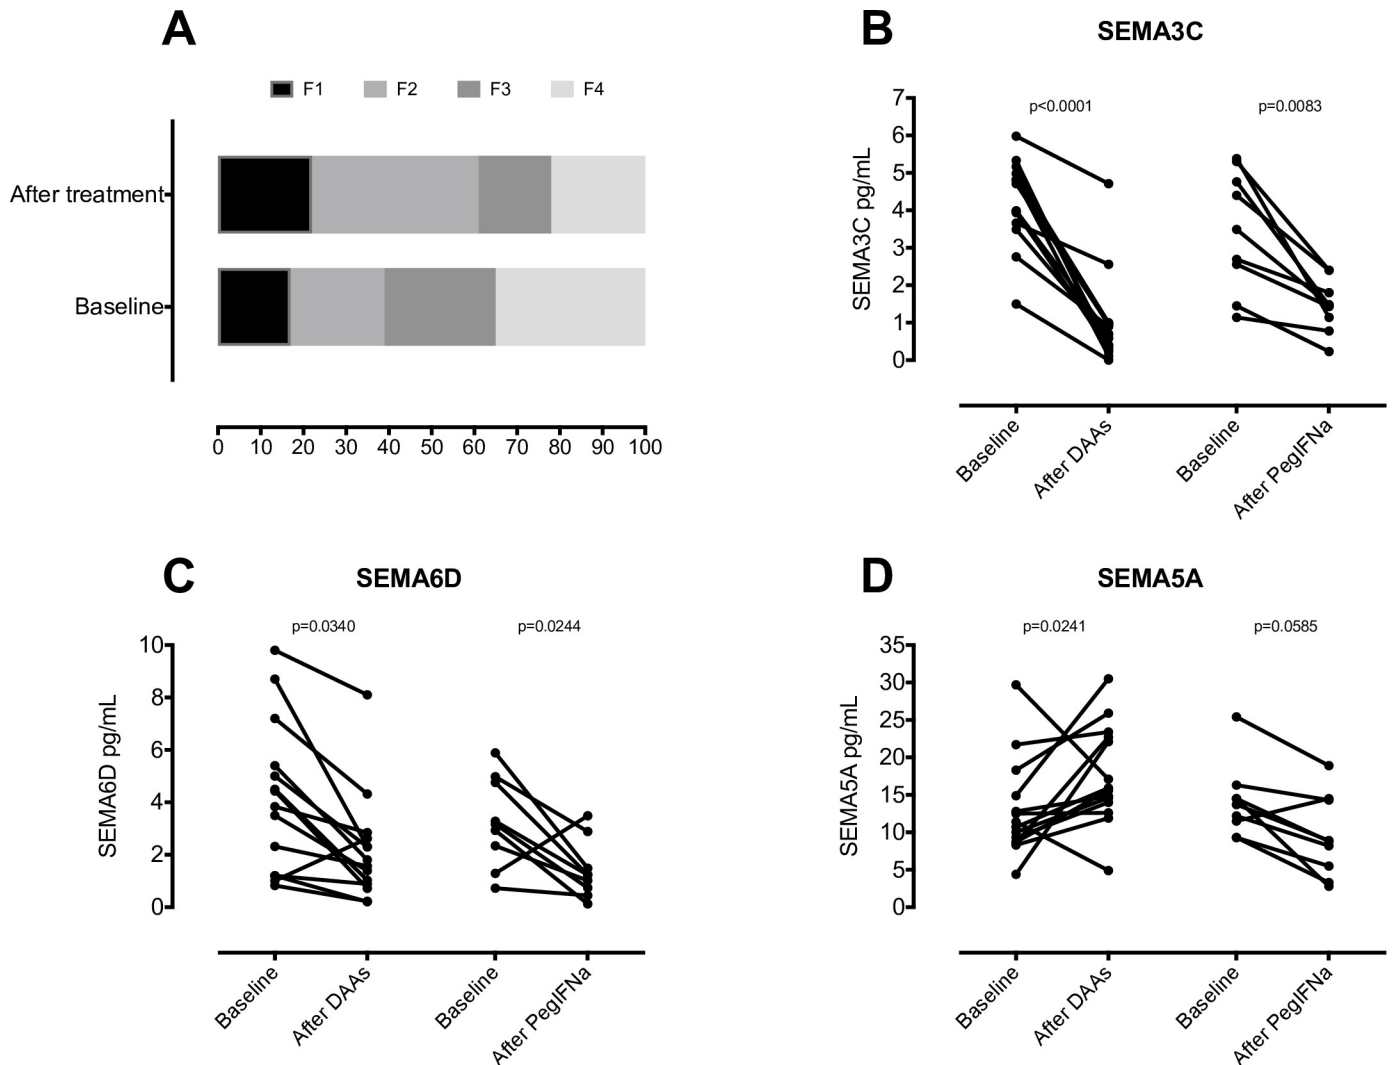 A
F1 F2 F3 F4
After treatment
Baseline
0 10 20 30 40 50 60 70 80 90 100
B
SEMA3C
p<0.0001 p=0.0083
SEMA3C pg/mL
7
6
5
4
3
2
1
0
Baseline
After DAAs
Baseline
After PegIFNa
C
SEMA6D
p=0.0340 p=0.0244
SEMA6D pg/mL
10
8
6
4
2
0
Baseline
After DAAs
Baseline
After PegIFNa
D
SEMA5A
p=0.0241 p=0.0585
SEMA5A pg/mL
35
30
25
20
15
10
5
0
Baseline
After DAAs
Baseline
After PegIFNa